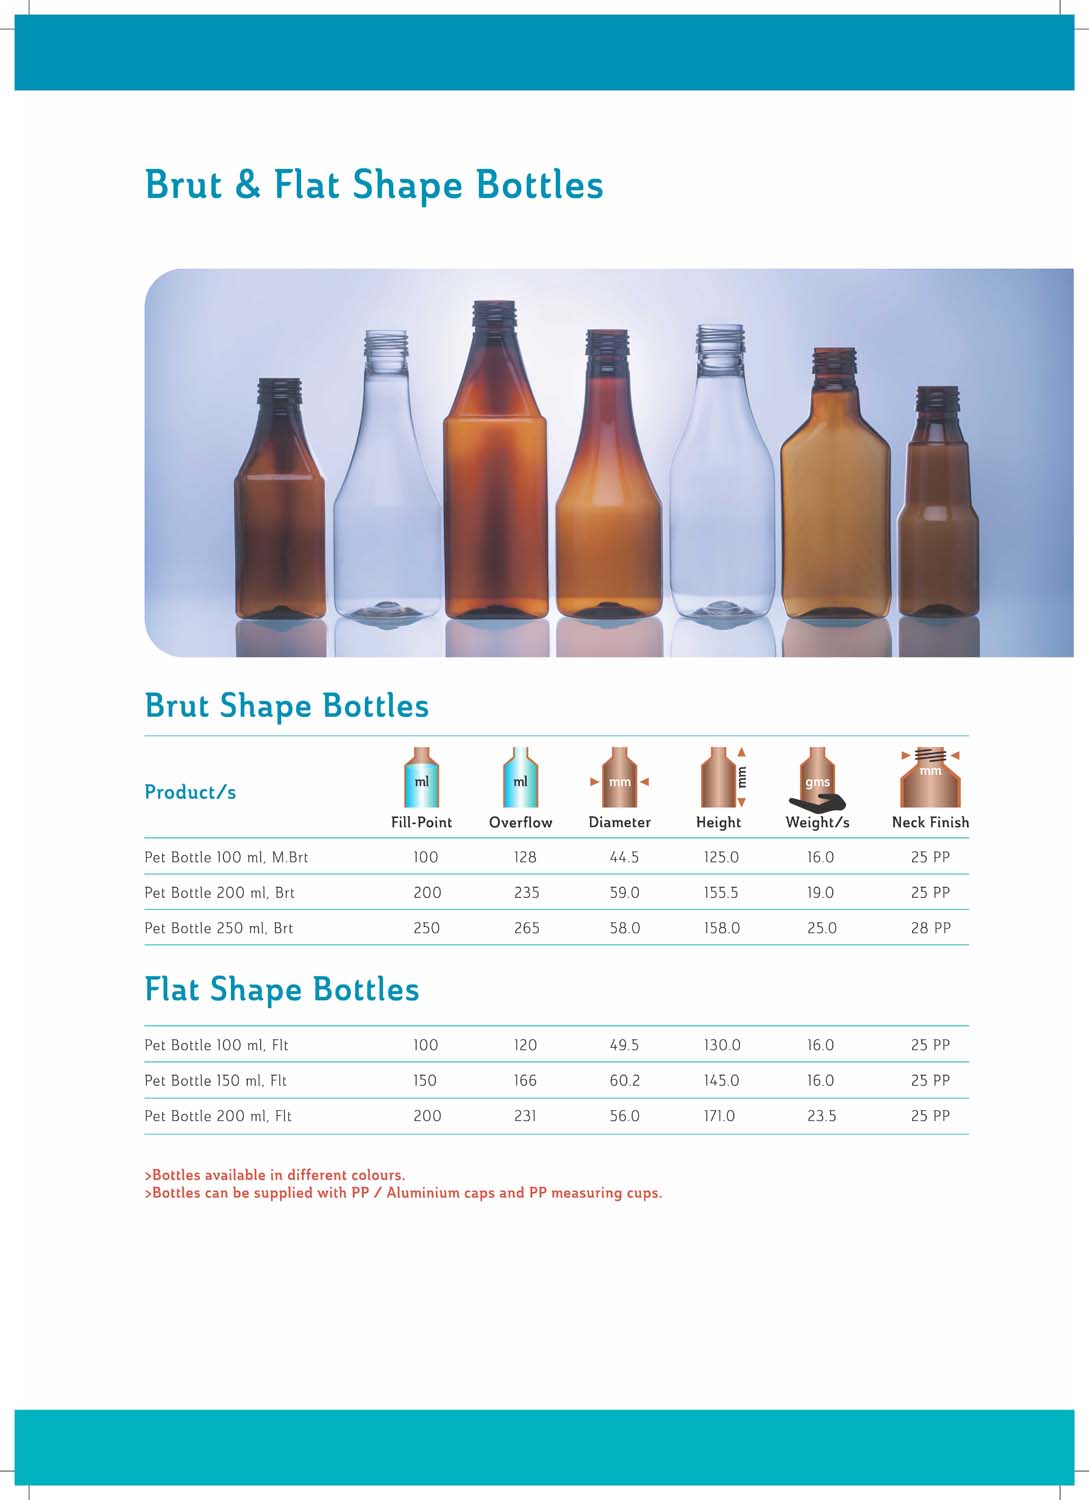 Brut & Flat Shape Bottles
Brut Shape Bottles
Product/s
ml ml mm mm gms mm
Fill-Point Overflow Diameter Height Weight/s Neck Finish
Pet Bottle 100 ml, M.Brt 100 128 44.5 125.0 16.0 25 PP
Pet Bottle 200 ml, Brt 200 235 59.0 155.5 19.0 25 PP
Pet Bottle 250 ml, Brt 250 265 58.0 158.0 25.0 28 PP
Flat Shape Bottles
Pet Bottle 100 ml, Flt 100 120 49.5 130.0 16.0 25 PP
Pet Bottle 150 ml, Flt 150 166 60.2 145.0 16.0 25 PP
Pet Bottle 200 ml, Flt 200 231 56.0 171.0 23.5 25 PP
>Bottles available in different colours.
>Bottles can be supplied with PP / Aluminium caps and PP measuring cups.